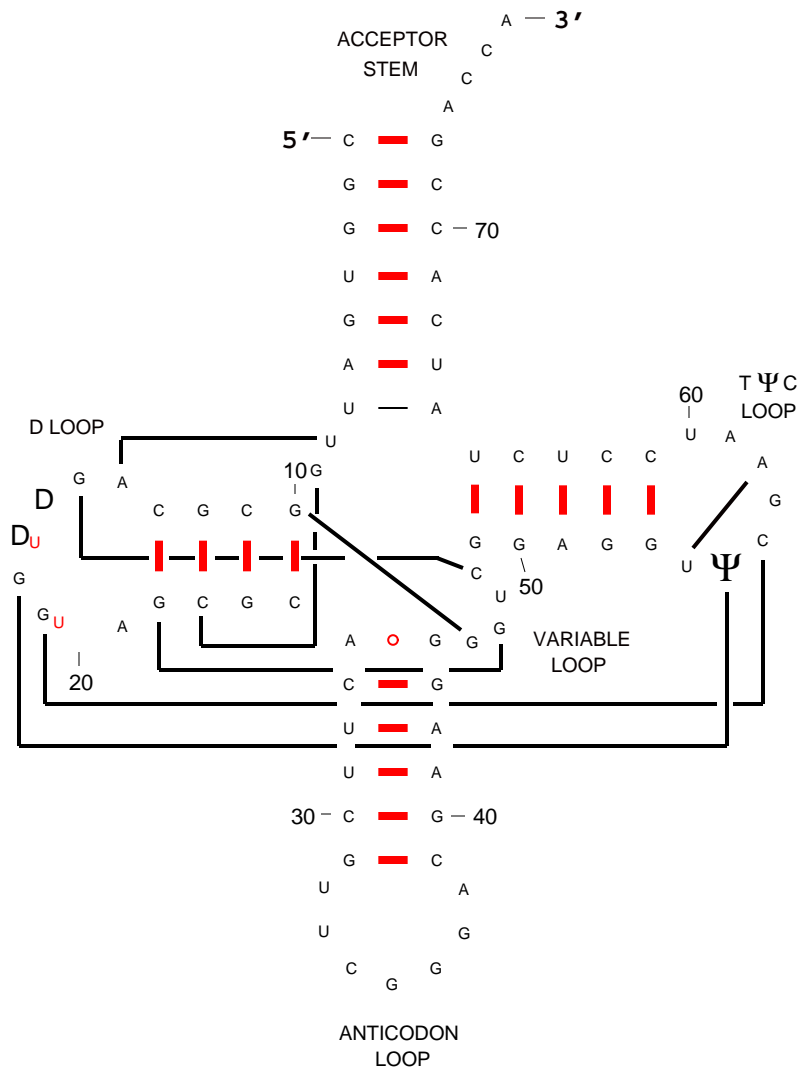 A 3'
ACCEPTOR C
STEM C
A
5' C G
G C
G C 70
U A
G C
A U
U A
60 T Ψ C
LOOP
D LOOP U U C U C C U A
G A 10 G A
D C G C G G
D U G G A G G U Ψ C
G C 50
G U A G C G C U
20 A G G G VARIABLE
LOOP
C G
U A
U A
30 C G 40
G C
U A
U G
C G G
ANTICODON
LOOP